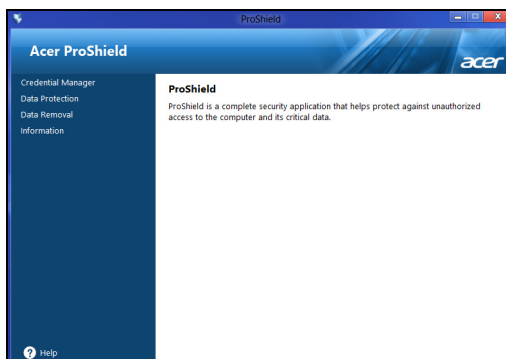 ProShield
Acer ProShield
acer
Credential Manager
Data Protection
Data Removal
Information
ProShield
ProShield is a complete security application that helps protect against unauthorized
access to the computer and its critical data.
? Help